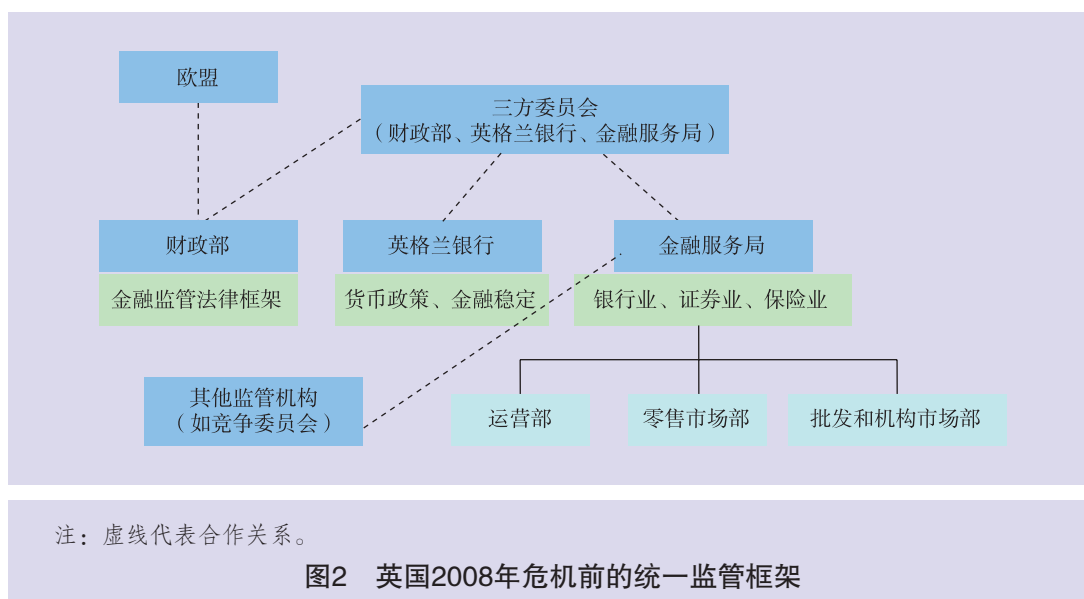 欧盟
三方委员会
（财政部、英格兰银行、金融服务局）
财政部
英格兰银行
金融服务局
金融监管法律框架
货币政策、金融稳定
银行业、证券业、保险业
其他监管机构
（如竞争委员会）
运营部
零售市场部
批发和机构市场部
注：虚线代表合作关系。
图2 英国2008年危机前的统一监管框架